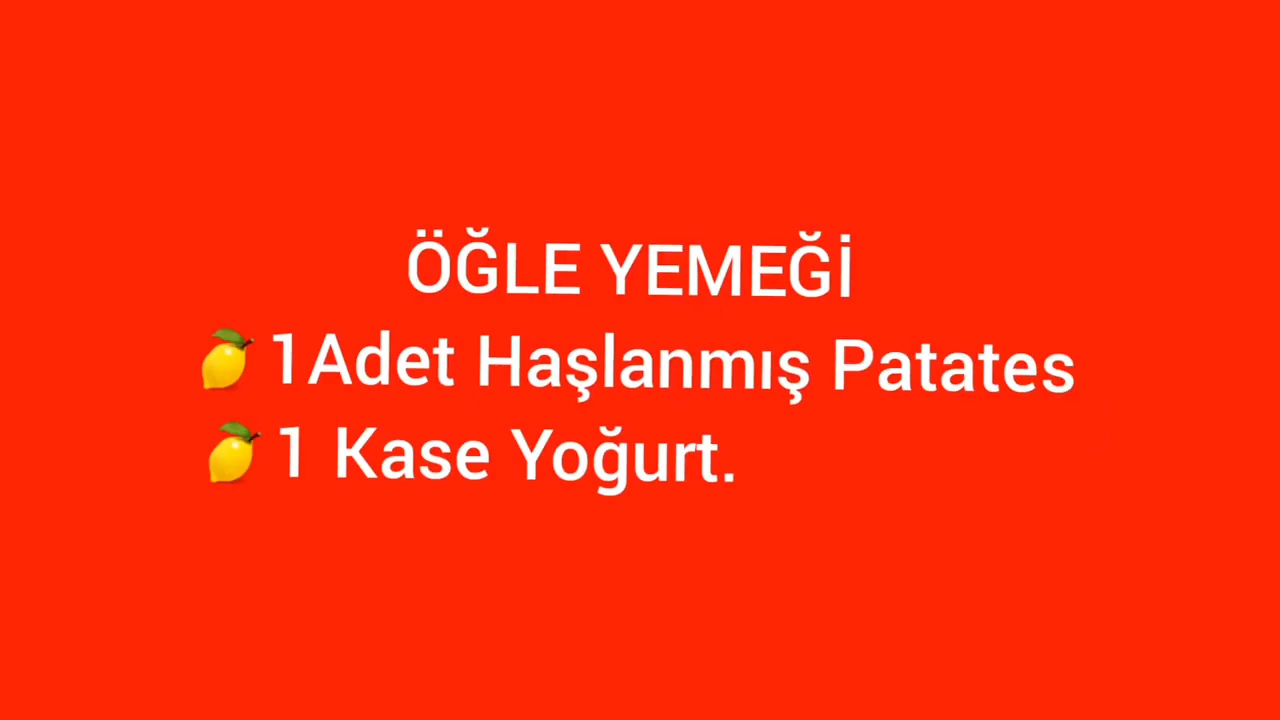 ÖĞLE YEMEĞİ
🍋 1Adet Haşlanmış Patates
🍋 1 Kase Yoğurt.